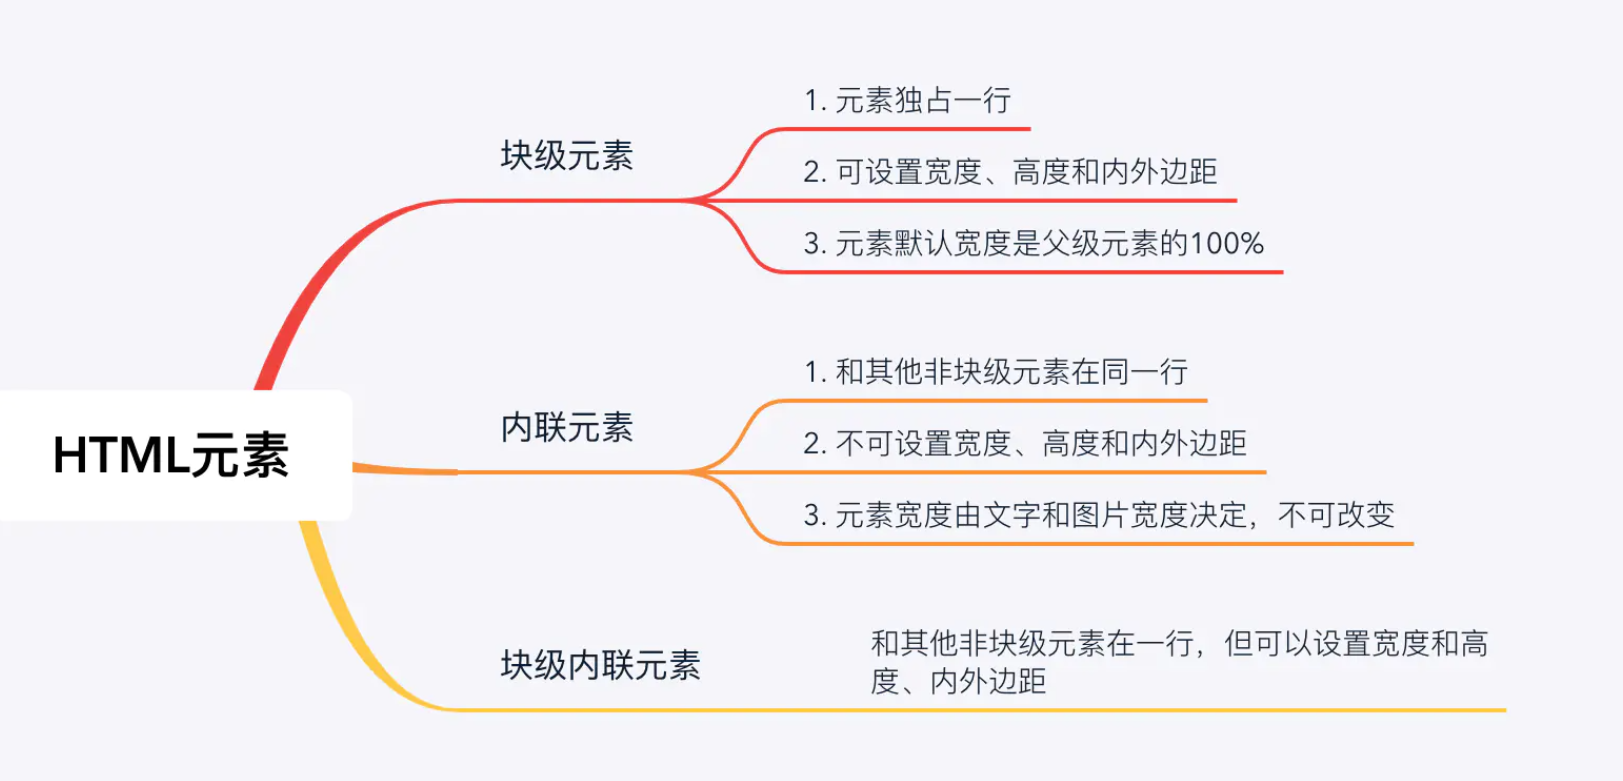 HTML元素
块级元素
1. 元素独占一行
2. 可设置宽度、高度和内外边距
3. 元素默认宽度是父级元素的100%
内联元素
1. 和其他非块级元素在同一行
2. 不可设置宽度、高度和内外边距
3. 元素宽度由文字和图片宽度决定，不可改变
块级内联元素
和其他非块级元素在一行，但可以设置宽度和高
度、内外边距